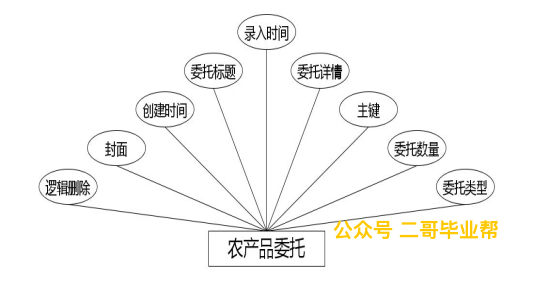 录入时间
委托标题
委托详情
创建时间
主键
封面
委托数量
逻辑删除
委托类型
公众号 二哥毕业帮
农产品委托